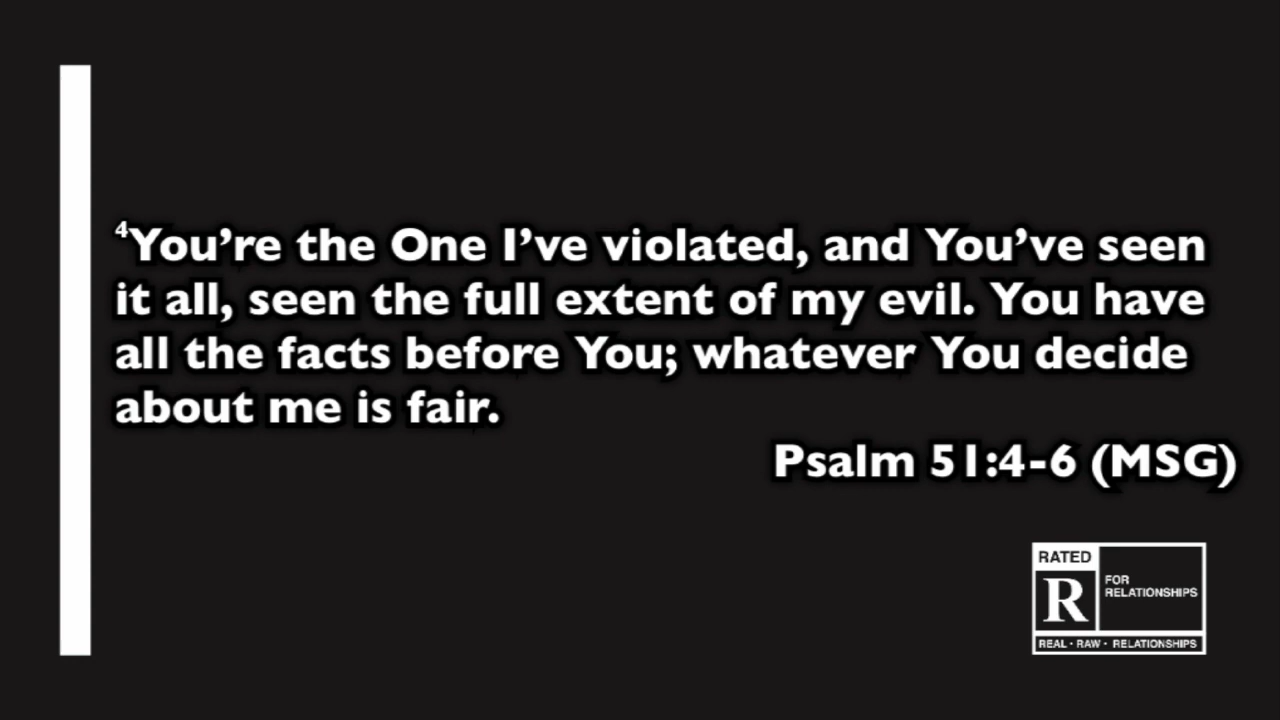 ⁴You’re the One I’ve violated, and You’ve seen
it all, seen the full extent of my evil. You have
all the facts before You; whatever You decide
about me is fair.
Psalm 51:4-6 (MSG)
RATED
R
FOR
RELATIONSHIPS
REAL • RAW • RELATIONSHIPS